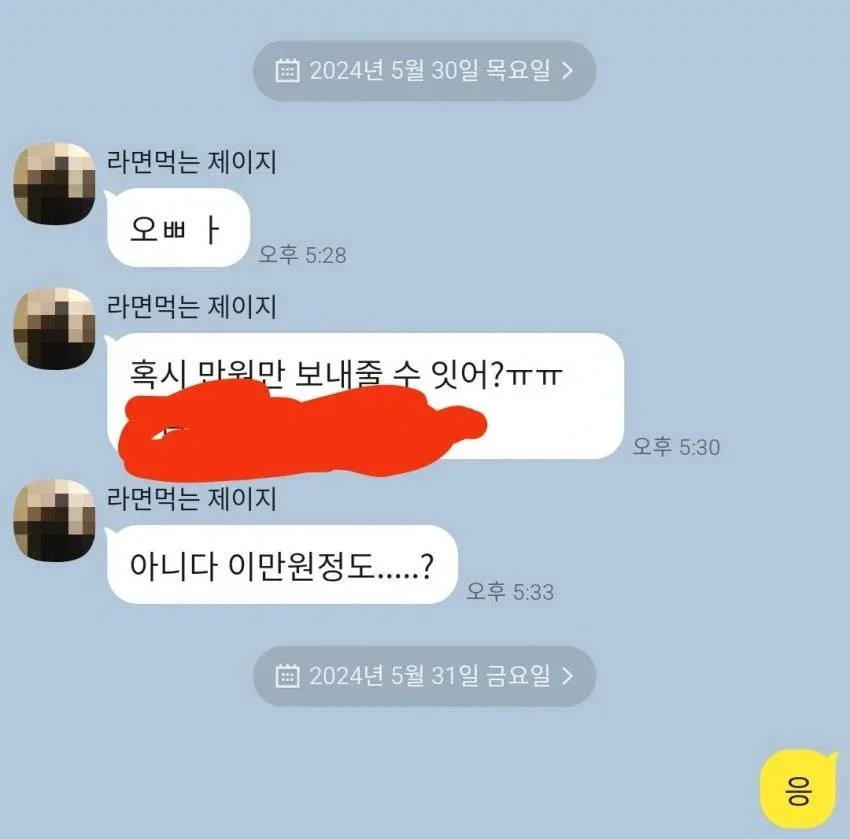 2024년 5월 30일 목요일
라면먹는 제이지
오ㅃㅏ
오후 5:28
라면먹는 제이지
혹시 만원만 보내줄 수 잇어?ㅠㅠ
오후 5:30
라면먹는 제이지
아니다 이만원정도.....?
오후 5:33
2024년 5월 31일 금요일
응